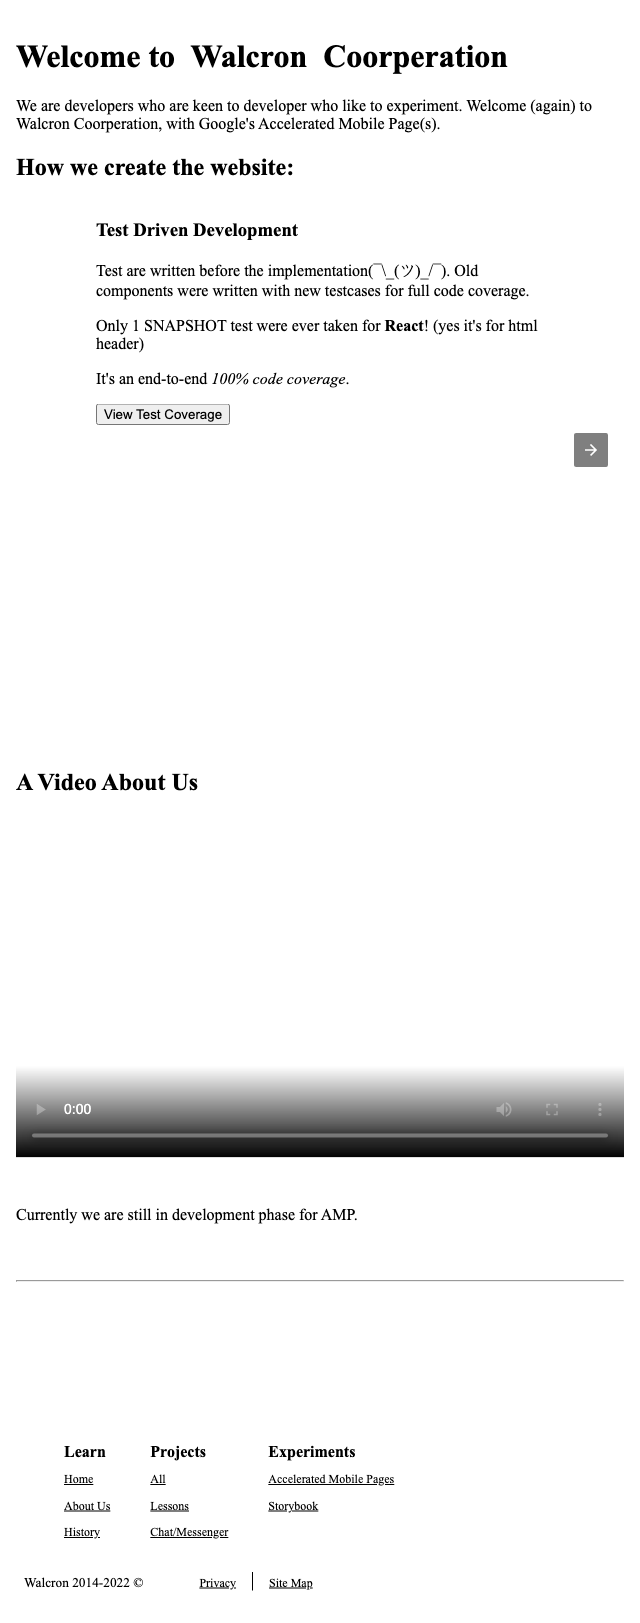 Welcome to Walcron Coorperation
We are developers who are keen to developer who like to experiment. Welcome (again) to
Walcron Coorperation, with Google's Accelerated Mobile Page(s).
How we create the website:
Test Driven Development
Test are written before the implementation(¯\_(ツ)_/¯). Old
components were written with new testcases for full code coverage.
Only 1 SNAPSHOT test were ever taken for React! (yes it's for html
header)
It's an end-to-end 100% code coverage.
View Test Coverage
A Video About Us
0:00
Currently we are still in development phase for AMP.
Learn Projects Experiments
Home All Accelerated Mobile Pages
About Us Lessons Storybook
History Chat/Messenger
Walcron 2014-2022 © Privacy Site Map